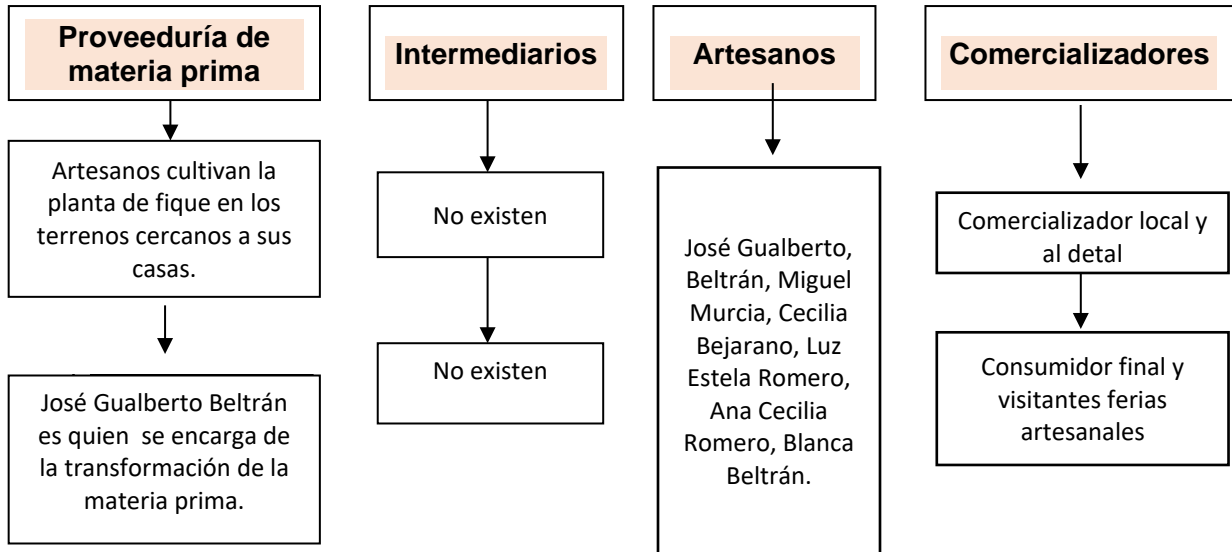 Proveeduría de
materia prima
Artesanos cultivan la
planta de fique en los
terrenos cercanos a sus
casas.
José Gualberto Beltrán
es quien se encarga de
la transformación de la
materia prima.
Intermediarios
No existen
No existen
Artesanos
José Gualberto,
Beltrán, Miguel
Murcia, Cecilia
Bejarano, Luz
Estela Romero,
Ana Cecilia
Romero, Blanca
Beltrán.
Comercializadores
Comercializador local y
al detal
Consumidor final y
visitantes ferias
artesanales